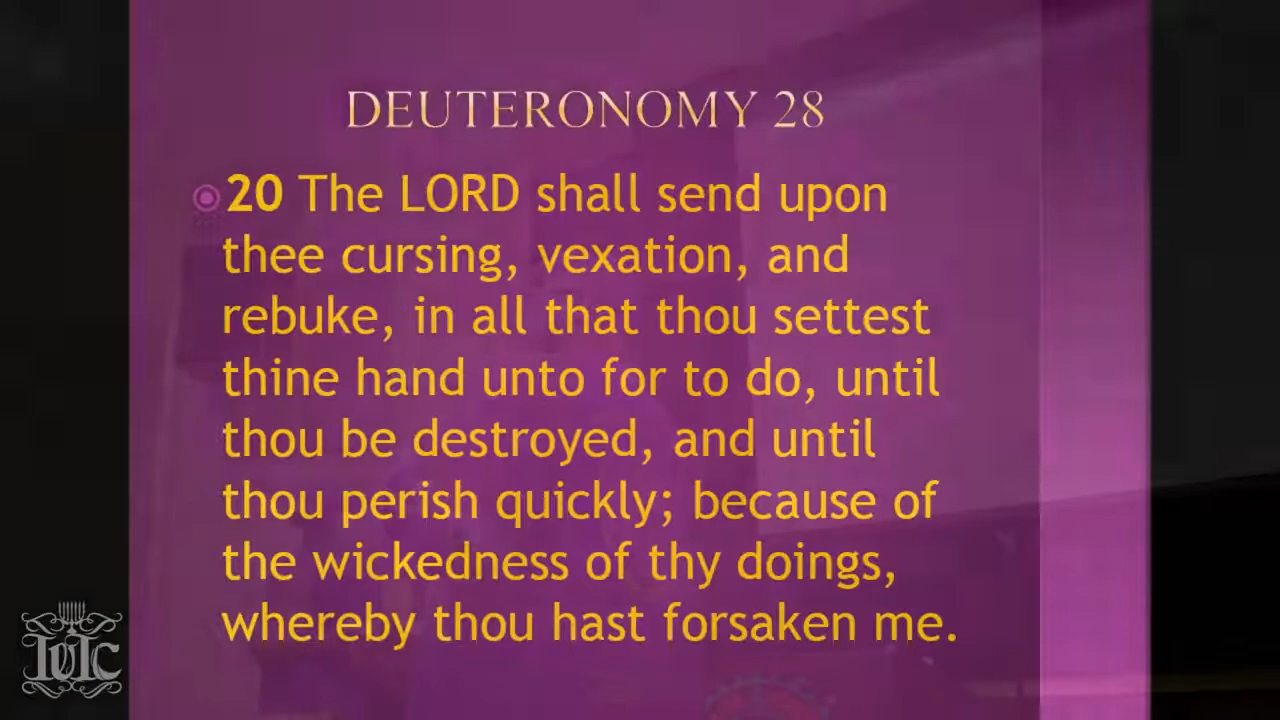 DEUTERONOMY 28
20 The LORD shall send upon
thee cursing, vexation, and
rebuke, in all that thou settest
thine hand unto for to do, until
thou be destroyed, and until
thou perish quickly; because of
the wickedness of thy doings,
whereby thou hast forsaken me.
IUIC